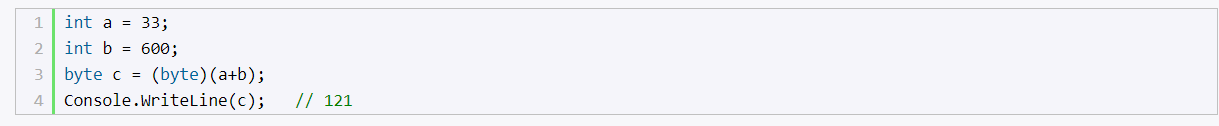 1 int a = 33;
2 int b = 600;
3 byte c = (byte)(a+b);
4 Console.WriteLine(c);   // 121